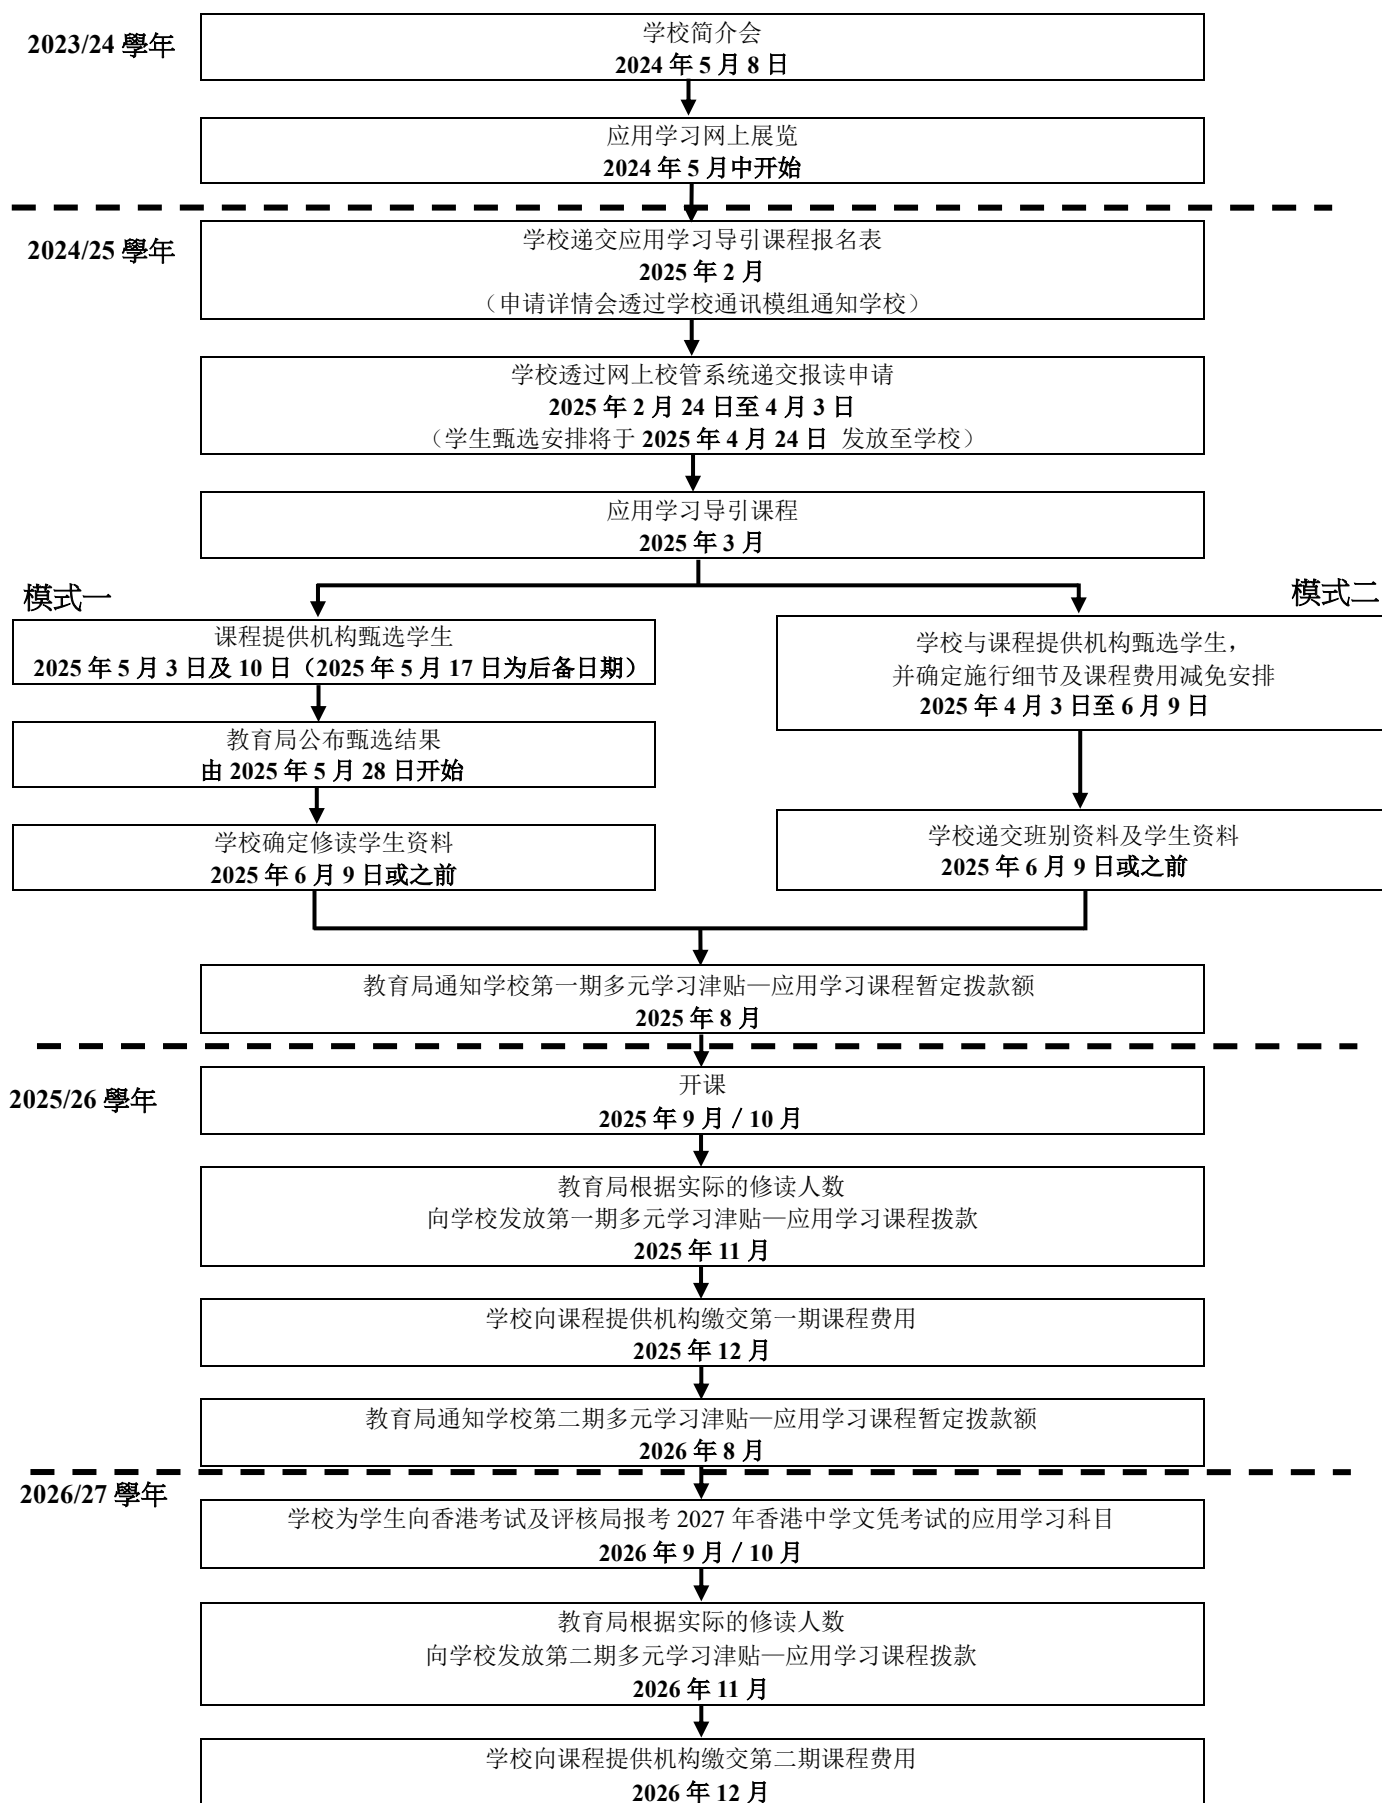 2023/24 學年
学校简介会
2024 年 5 月 8 日
应用学习网上展览
2024 年 5 月中开始
2024/25 學年
学校递交应用学习导引课程报名表
2025 年 2 月
（申请详情会透过学校通讯模组通知学校）
学校透过网上校管系统递交报读申请
2025 年 2 月 24 日至 4 月 3 日
（学生甄选安排将于 2025 年 4 月 24 日 发放至学校）
应用学习导引课程
2025 年 3 月
模式一
课程提供机构甄选学生
2025 年 5 月 3 日及 10 日（2025 年 5 月 17 日为后备日期）
教育局公布甄选结果
由 2025 年 5 月 28 日开始
学校确定修读学生资料
2025 年 6 月 9 日或之前
模式二
学校与课程提供机构甄选学生，
并确定施行细节及课程费用减免安排
2025 年 4 月 3 日至 6 月 9 日
学校递交班别资料及学生资料
2025 年 6 月 9 日或之前
教育局通知学校第一期多元学习津贴—应用学习课程暂定拨款额
2025 年 8 月
2025/26 學年
开课
2025 年 9 月 / 10 月
教育局根据实际的修读人数
向学校发放第一期多元学习津贴—应用学习课程拨款
2025 年 11 月
学校向课程提供机构缴交第一期课程费用
2025 年 12 月
教育局通知学校第二期多元学习津贴—应用学习课程暂定拨款额
2026 年 8 月
2026/27 學年
学校为学生向香港考试及评核局报考 2027 年香港中学文凭考试的应用学习科目
2026 年 9 月 / 10 月
教育局根据实际的修读人数
向学校发放第二期多元学习津贴—应用学习课程拨款
2026 年 11 月
学校向课程提供机构缴交第二期课程费用
2026 年 12 月